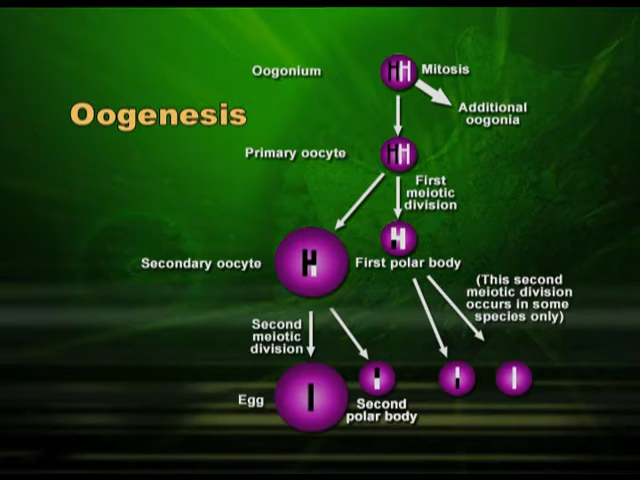 Oogonium
Mitosis
Oogenesis
Additional
oogonia
Primary oocyte
First
meiotic
division
Secondary oocyte
First polar body
(This second
meiotic division
occurs in some
species only)
Second
meiotic
division
Egg
Second
polar body